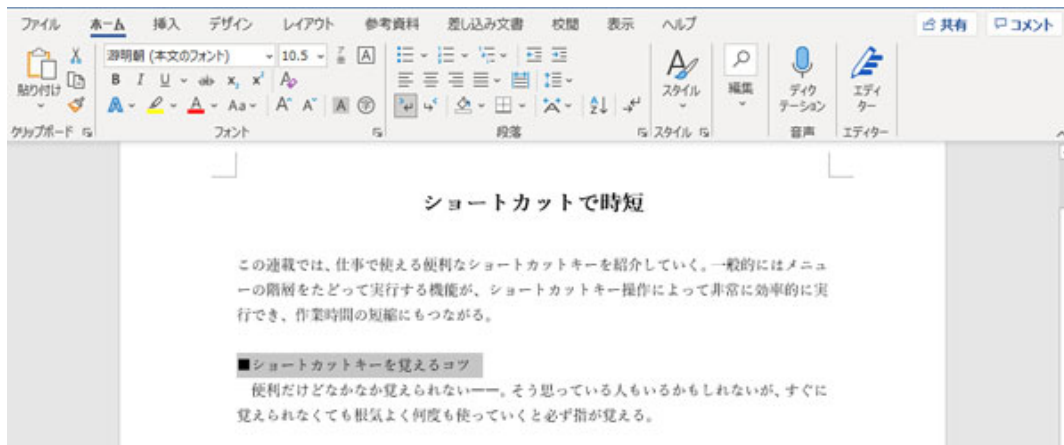 ファイル ホーム 挿入 デザイン レイアウト 参考資料 差し込み文書 校閲 表示 ヘルプ 共有 コメント
游明朝 (本文のフォント) 10.5
貼り付け B I U ab x₂ x² A スタイル 編集 ディク
テーション エディ
ター
A A Aa A A A 字
クリップボード フォント 段落 スタイル 音声 エディター
ショートカットで時短
この連載では、仕事で使える便利なショートカットキーを紹介していく。一般的にはメニュ
ーの階層をたどって実行する機能が、ショートカットキー操作によって非常に効率的に実
行でき、作業時間の短縮にもつながる。
■ショートカットキーを覚えるコツ
便利だけどなかなか覚えられない――。そう思っている人もいるかもしれないが、すぐに
覚えられなくても根気よく何度も使っていくと必ず指が覚える。